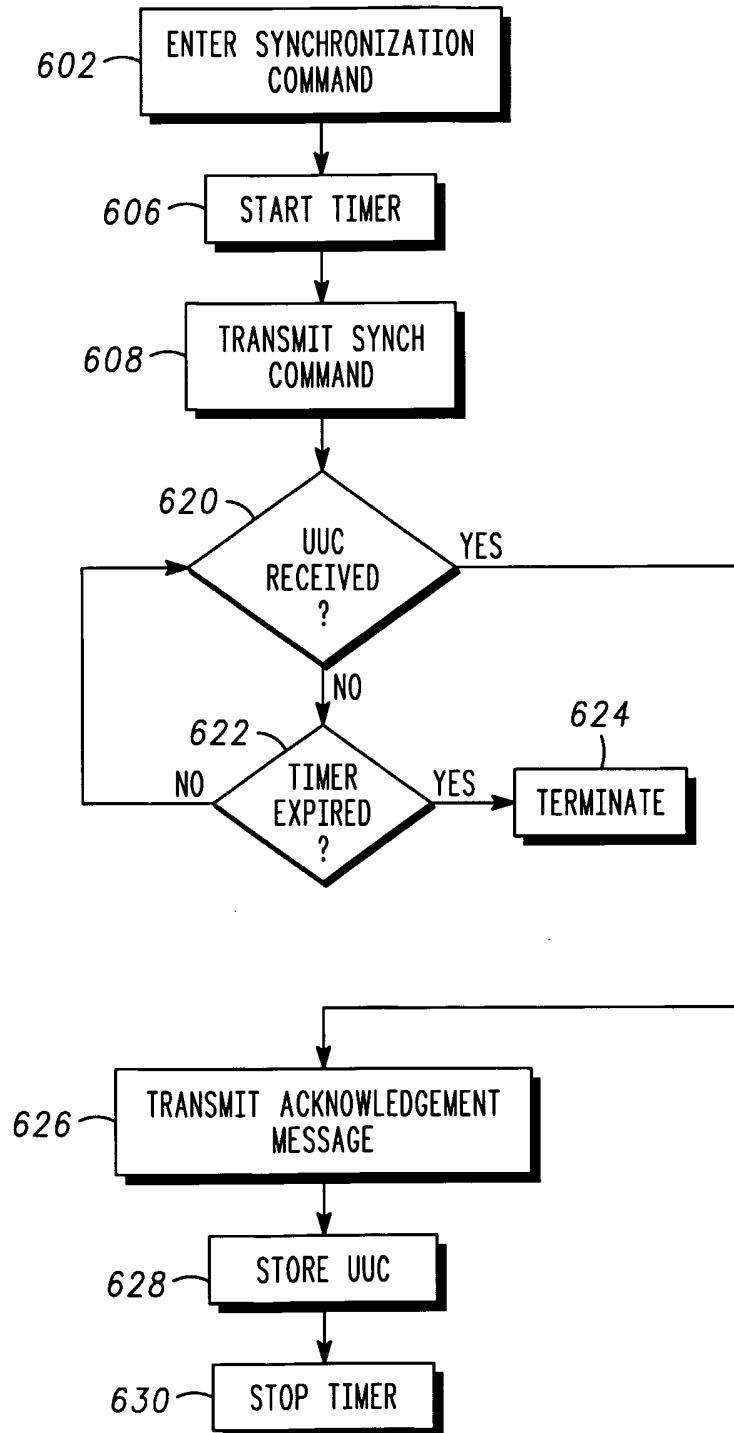 602
ENTER SYNCHRONIZATION
COMMAND
606
START TIMER
608
TRANSMIT SYNCH
COMMAND
620
UUC
RECEIVED
?
YES
NO
622
TIMER
EXPIRED
?
NO
YES
624
TERMINATE
626
TRANSMIT ACKNOWLEDGEMENT
MESSAGE
628
STORE UUC
630
STOP TIMER